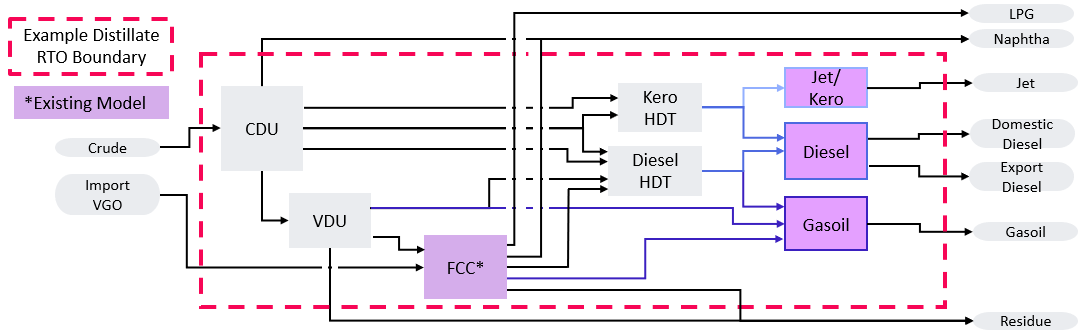 Example Distillate
RTO Boundary
*Existing Model
Crude
Import
VGO
CDU
VDU
FCC*
Kero
HDT
Diesel
HDT
Jet/
Kero
Diesel
Gasoil
LPG
Naphtha
Jet
Domestic
Diesel
Export
Diesel
Gasoil
Residue